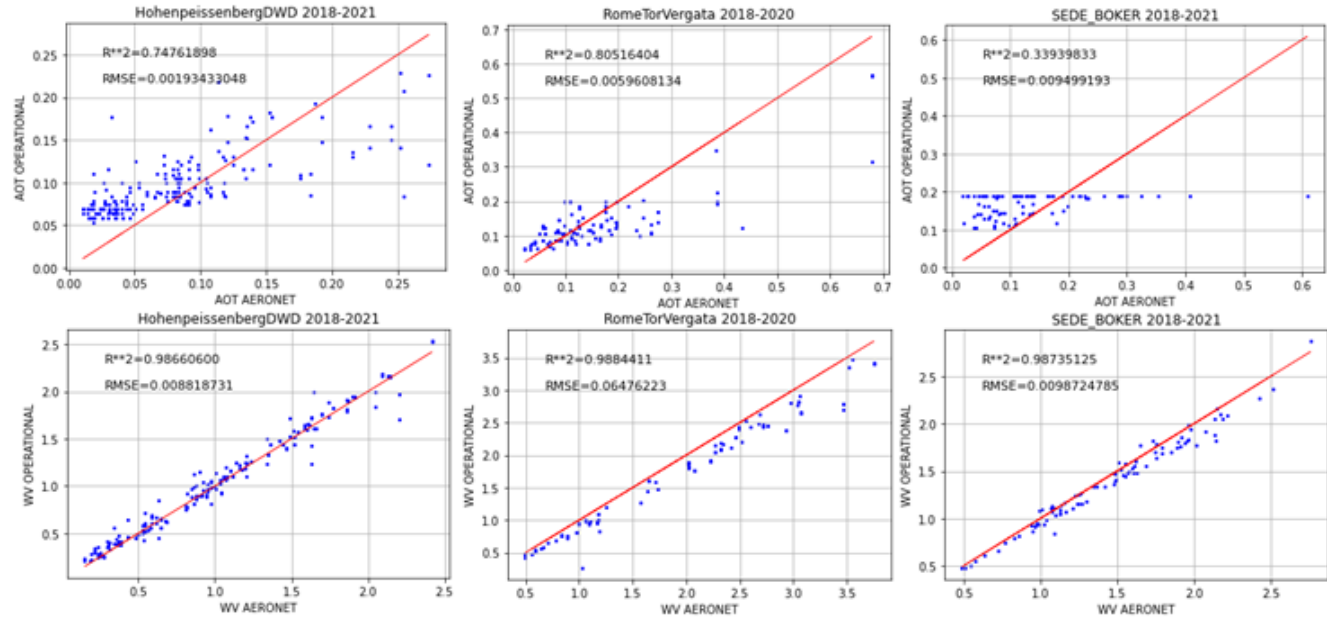 HohenpeissenbergDWD 2018-2021
R**2=0.74761898
RMSE=0.00193433048
AOT OPERATIONAL
0.25
0.20
0.15
0.10
0.05
0.00
0.00 0.05 0.10 0.15 0.20 0.25
AOT AERONET
RomeTorVergata 2018-2020
R**2=0.80516404
RMSE=0.0059608134
AOT OPERATIONAL
0.7
0.6
0.5
0.4
0.3
0.2
0.1
0.0
0.0 0.1 0.2 0.3 0.4 0.5 0.6 0.7
AOT AERONET
SEDE_BOKER 2018-2021
R**2=0.33939833
RMSE=0.009499193
AOT OPERATIONAL
0.6
0.5
0.4
0.3
0.2
0.1
0.0
0.0 0.1 0.2 0.3 0.4 0.5 0.6
AOT AERONET
HohenpeissenbergDWD 2018-2021
R**2=0.98660600
RMSE=0.008818731
WV OPERATIONAL
2.5
2.0
1.5
1.0
0.5
0.5 1.0 1.5 2.0 2.5
WV AERONET
RomeTorVergata 2018-2020
R**2=0.9884411
RMSE=0.06476223
WV OPERATIONAL
3.5
3.0
2.5
2.0
1.5
1.0
0.5
0.5 1.0 1.5 2.0 2.5 3.0 3.5
WV AERONET
SEDE_BOKER 2018-2021
R**2=0.98735125
RMSE=0.0098724785
WV OPERATIONAL
2.5
2.0
1.5
1.0
0.5
0.5 1.0 1.5 2.0 2.5
WV AERONET